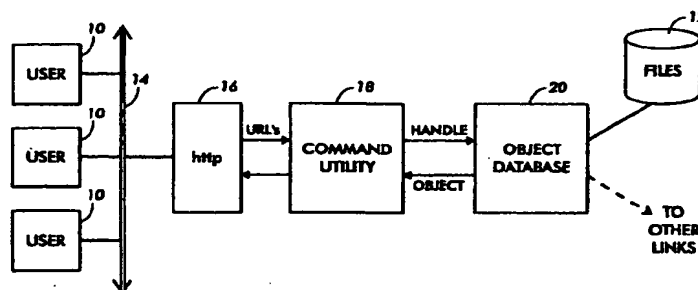 10
USER
14
10
USER
10
USER
16
http
URL's
18
COMMAND
UTILITY
HANDLE
OBJECT
20
OBJECT
DATABASE
FILES
TO
OTHER
LINKS